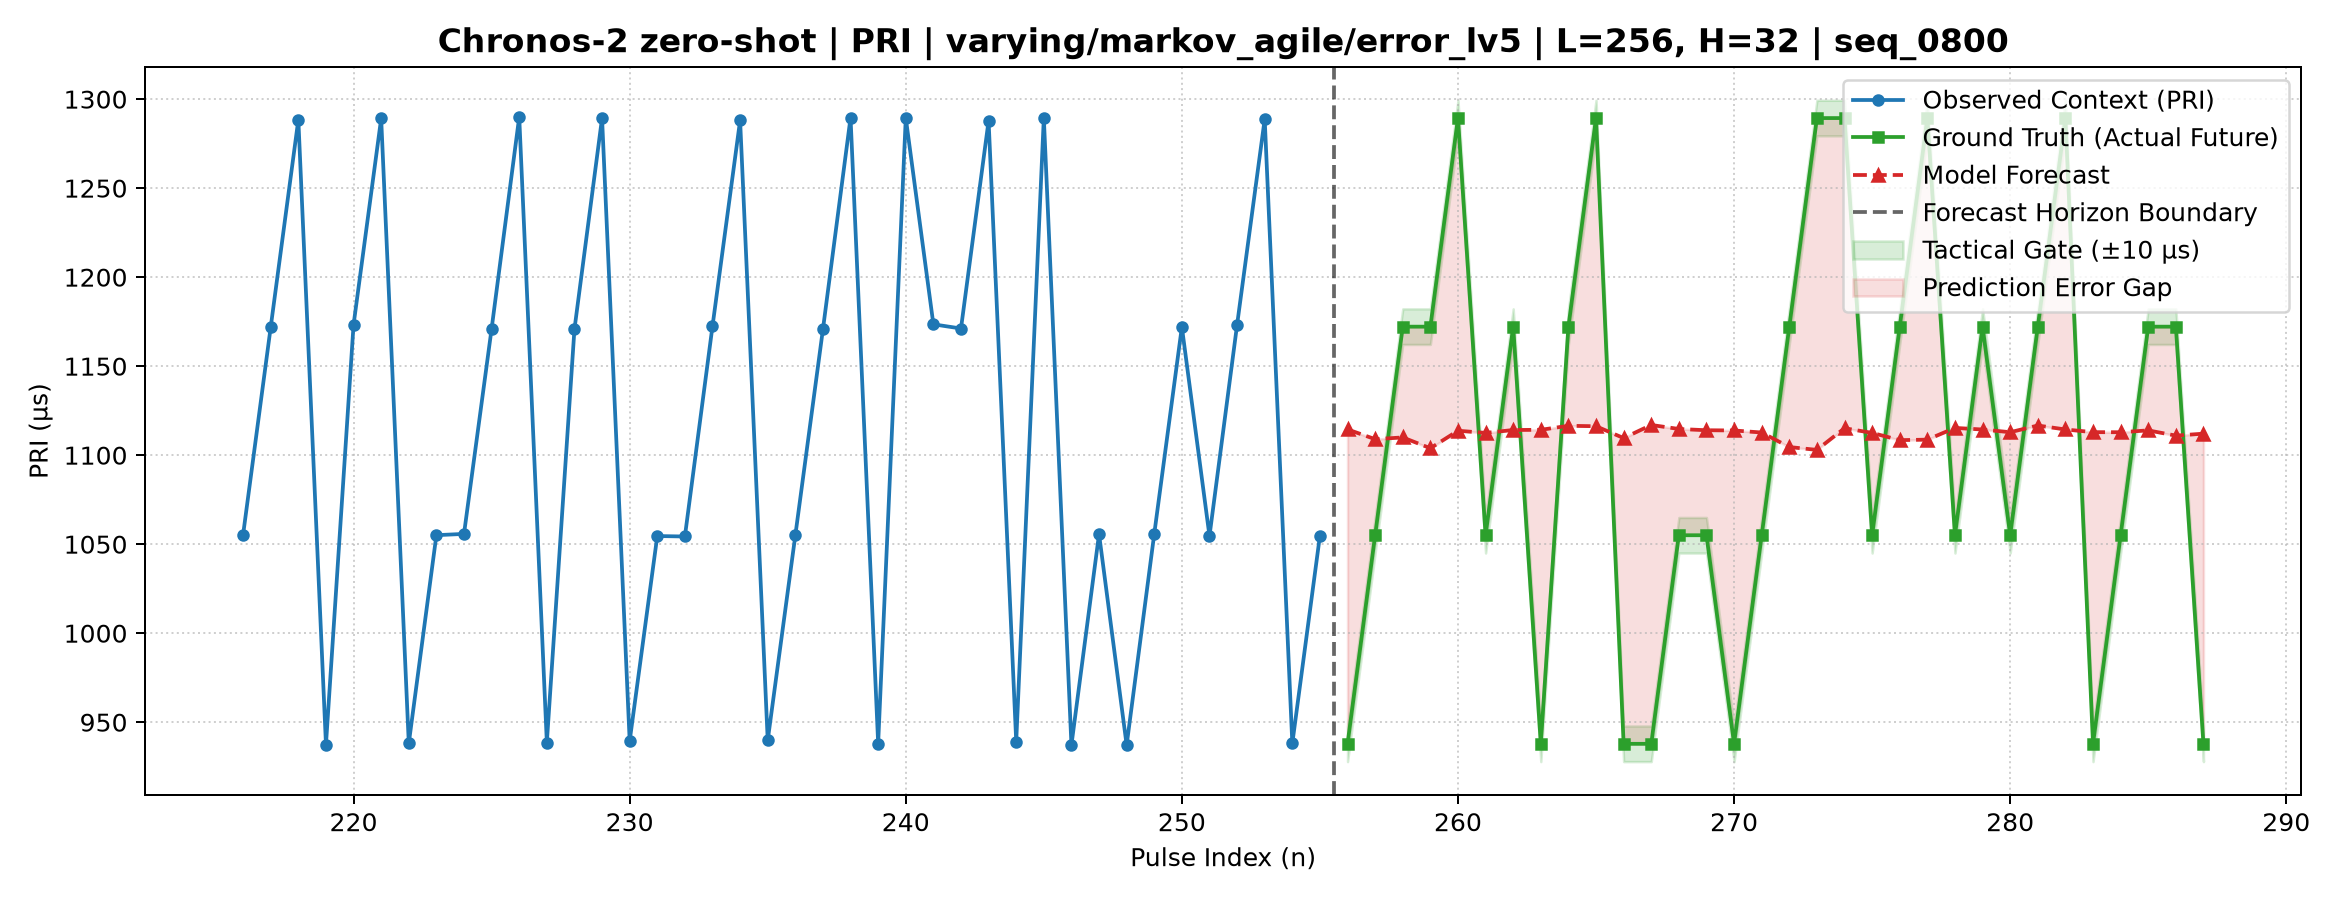 Chronos-2 zero-shot | PRI | varying/markov_agile/error_lv5 | L=256, H=32 | seq_0800
PRI (µs)
1300
1250
1200
1150
1100
1050
1000
950
Observed Context (PRI)
Ground Truth (Actual Future)
Model Forecast
Forecast Horizon Boundary
Tactical Gate (±10 µs)
Prediction Error Gap
220 230 240 250 260 270 280 290
Pulse Index (n)